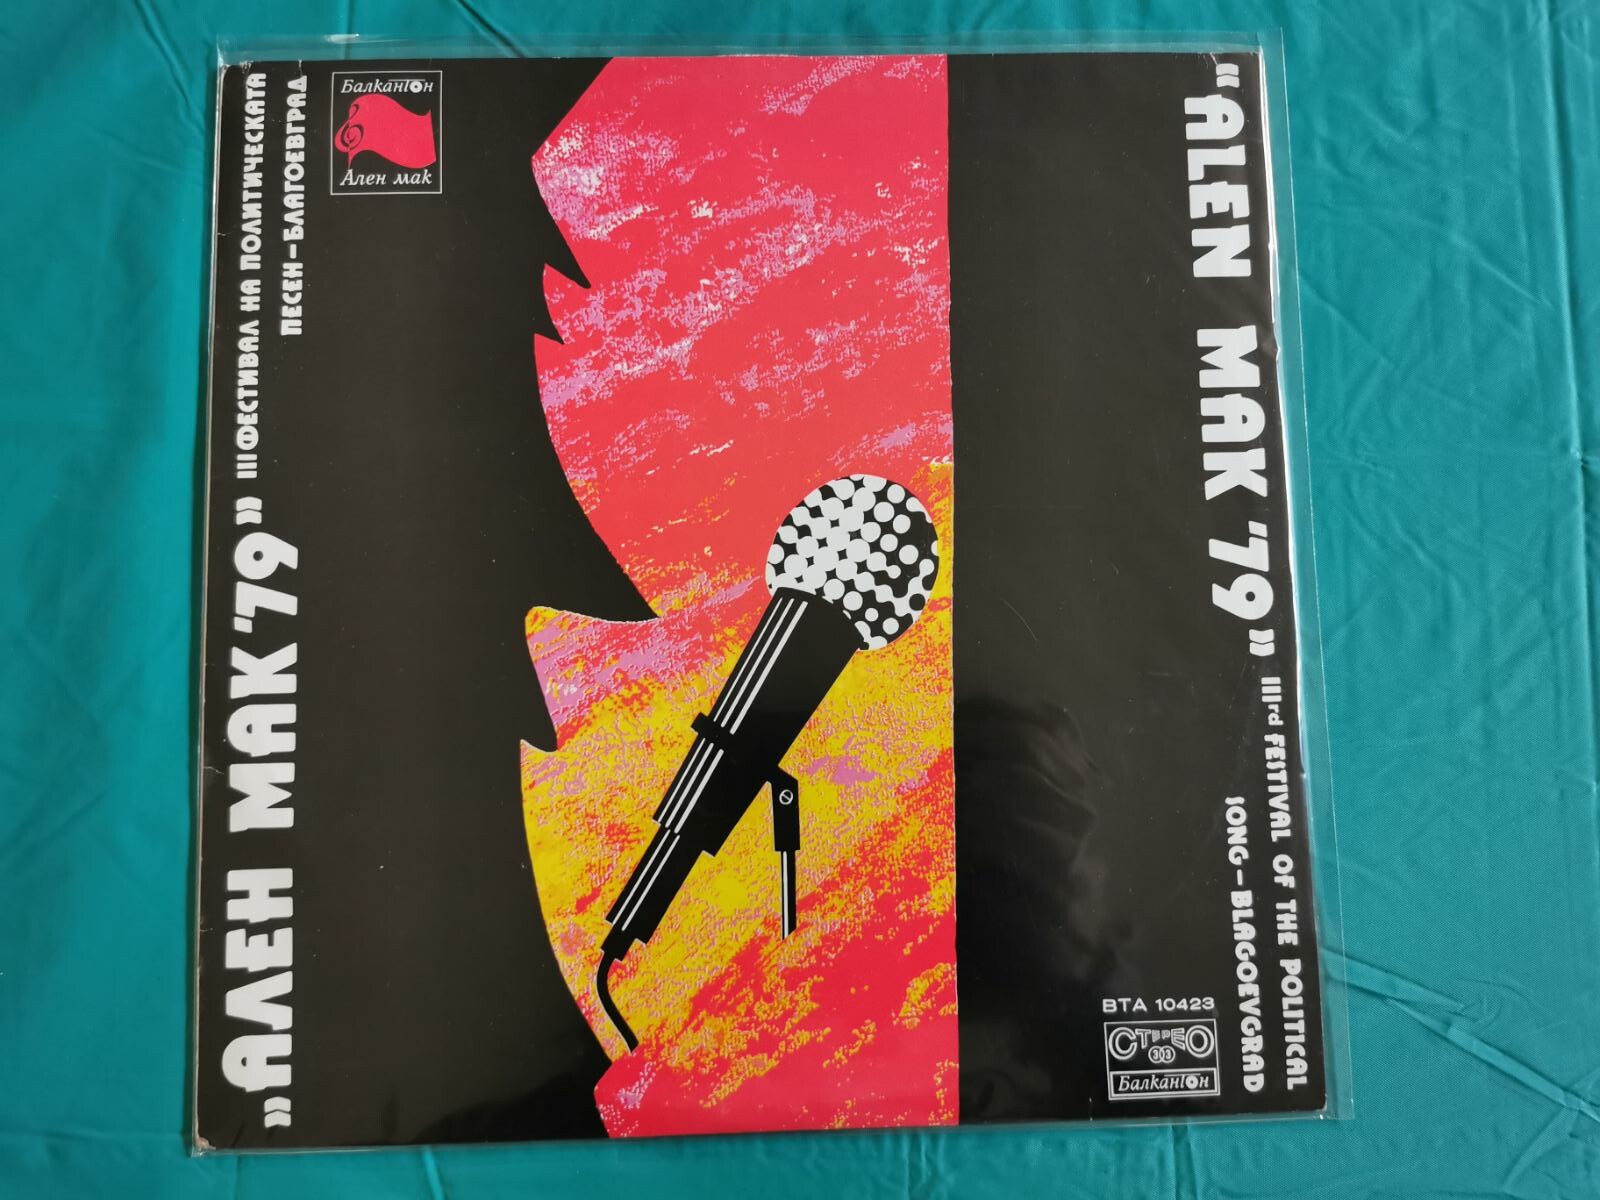 „АЛЕН МАК '79”
III ФЕСТИВАЛ НА ПОЛИТИЧЕСКАТА
ПЕСЕН–БЛАГОЕВГРАД
Балкантон
Ален мак
“ALEN MAK '79”
IIIrd FESTIVAL OF THE POLITICAL
SONG–BLAGOEVGRAD
ВТА 10423
СТЕРЕО
33
Балкантон